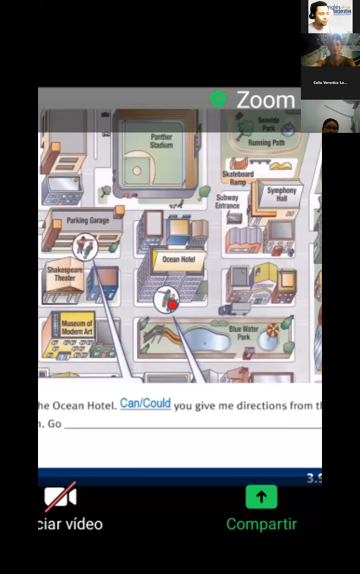 Zoom
Seaside
Park
Panther
Stadium
Running Path
Skateboard
Ramp
Symphony
Hall
Subway
Entrance
Parking Garage
Ocean Hotel
Shakespeare
Theater
Museum of
Modern Art
Blue Water
Park
he Ocean Hotel. Can/Could you give me directions from th
n. Go
3.9
ciar vídeo
Compartir